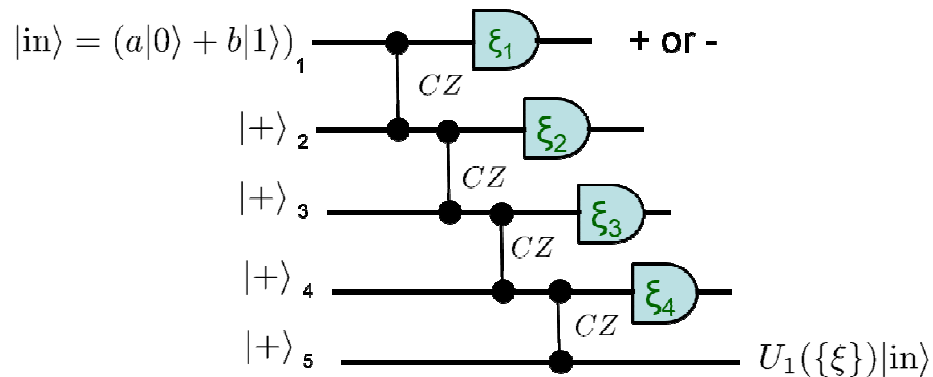 |in⟩ = (a|0⟩ + b|1⟩)₁ ξ₁ + or -
CZ
|+⟩ ₂ ξ₂
CZ
|+⟩ ₃ ξ₃
CZ
|+⟩ ₄ ξ₄
CZ
|+⟩ ₅ U₁({ξ})|in⟩